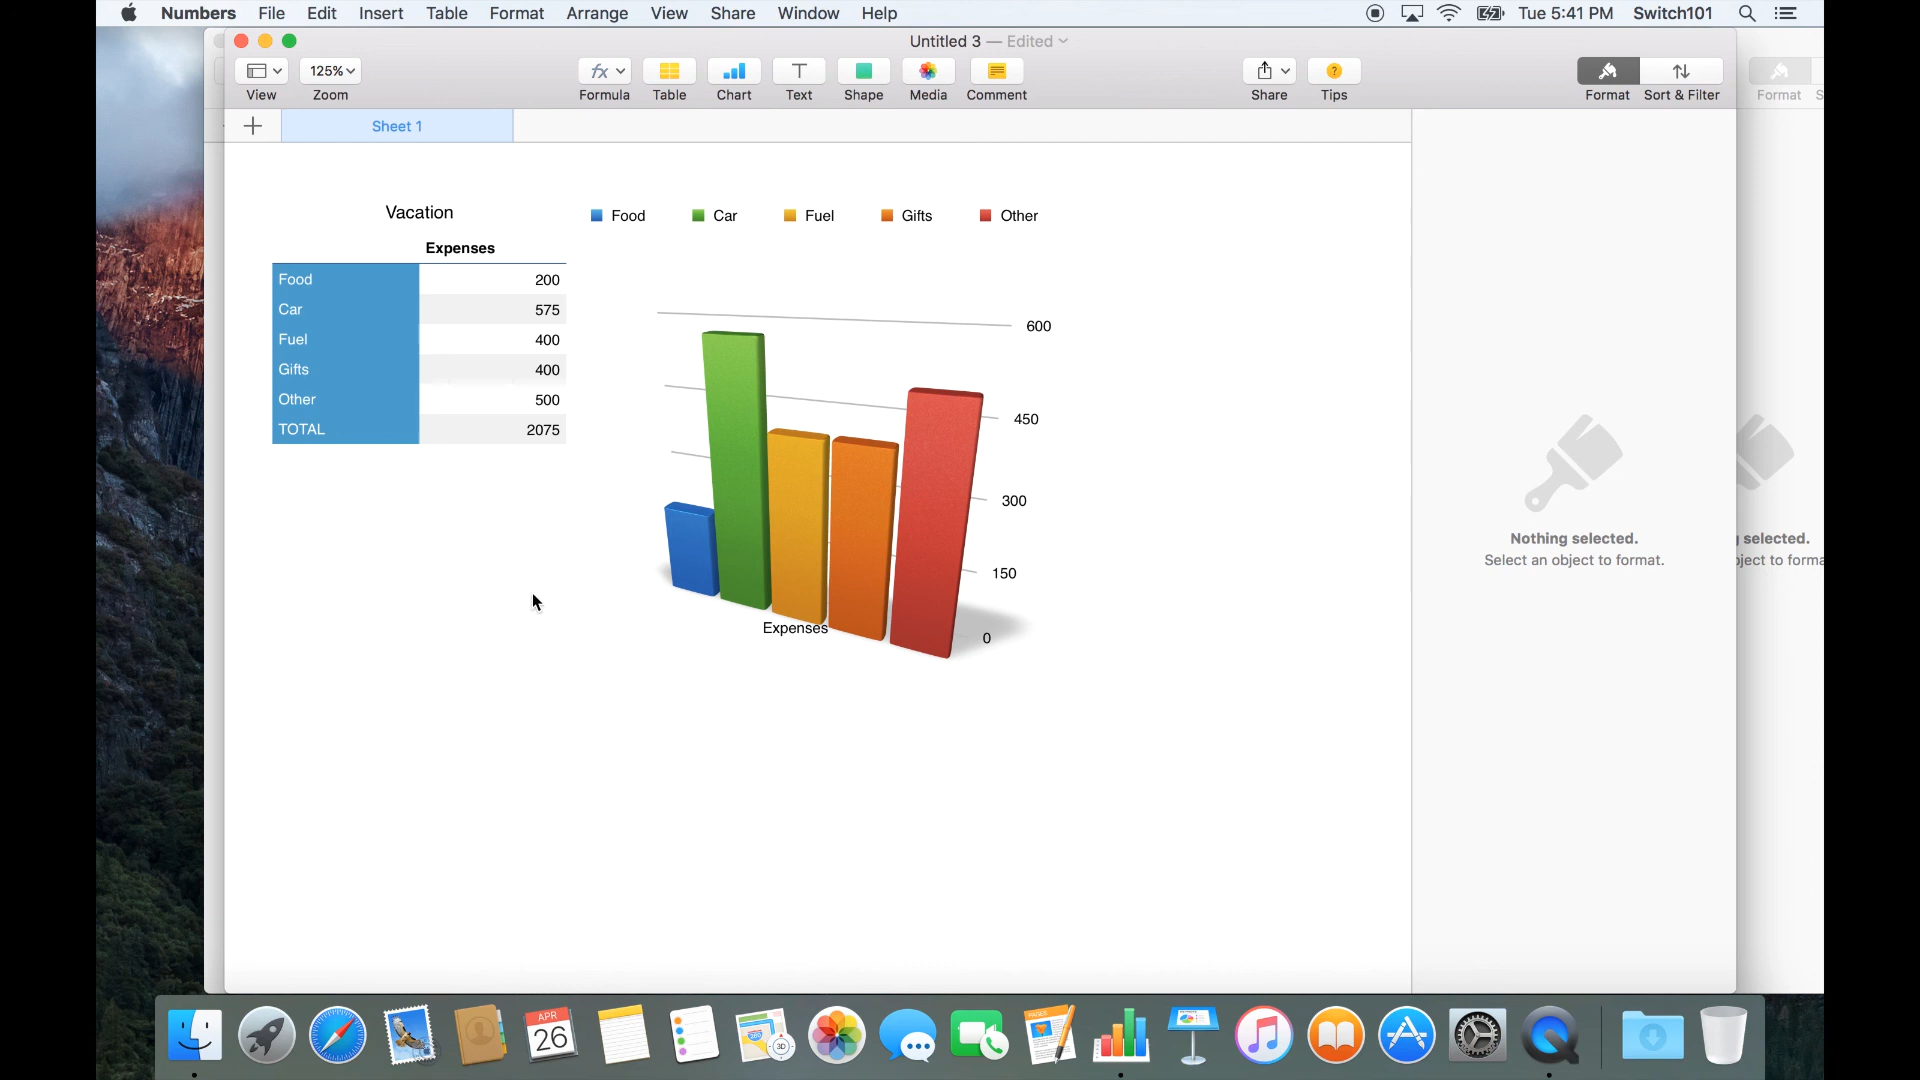 Numbers File Edit Insert Table Format Arrange View Share Window Help Tue 5:41 PM Switch101
Untitled 3 — Edited
125%
View Zoom Formula Table Chart Text Shape Media Comment Share Tips Format Sort & Filter Format S
Sheet 1
Vacation
Expenses
Food 200
Car 575
Fuel 400
Gifts 400
Other 500
TOTAL 2075
Food Car Fuel Gifts Other
600
450
300
150
0
Expenses
Nothing selected.
Select an object to format.
selected.
ject to forma
APR
26
3D
PAGES